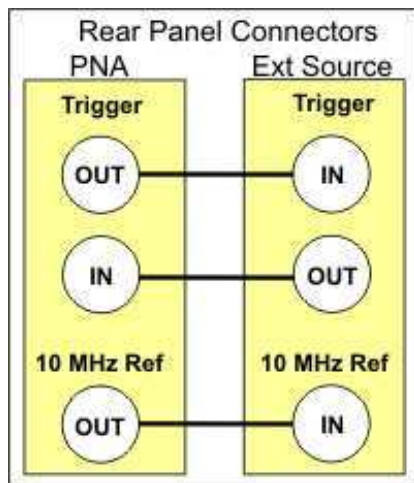 Rear Panel Connectors
PNA Ext Source
Trigger Trigger
OUT IN
IN OUT
10 MHz Ref 10 MHz Ref
OUT IN